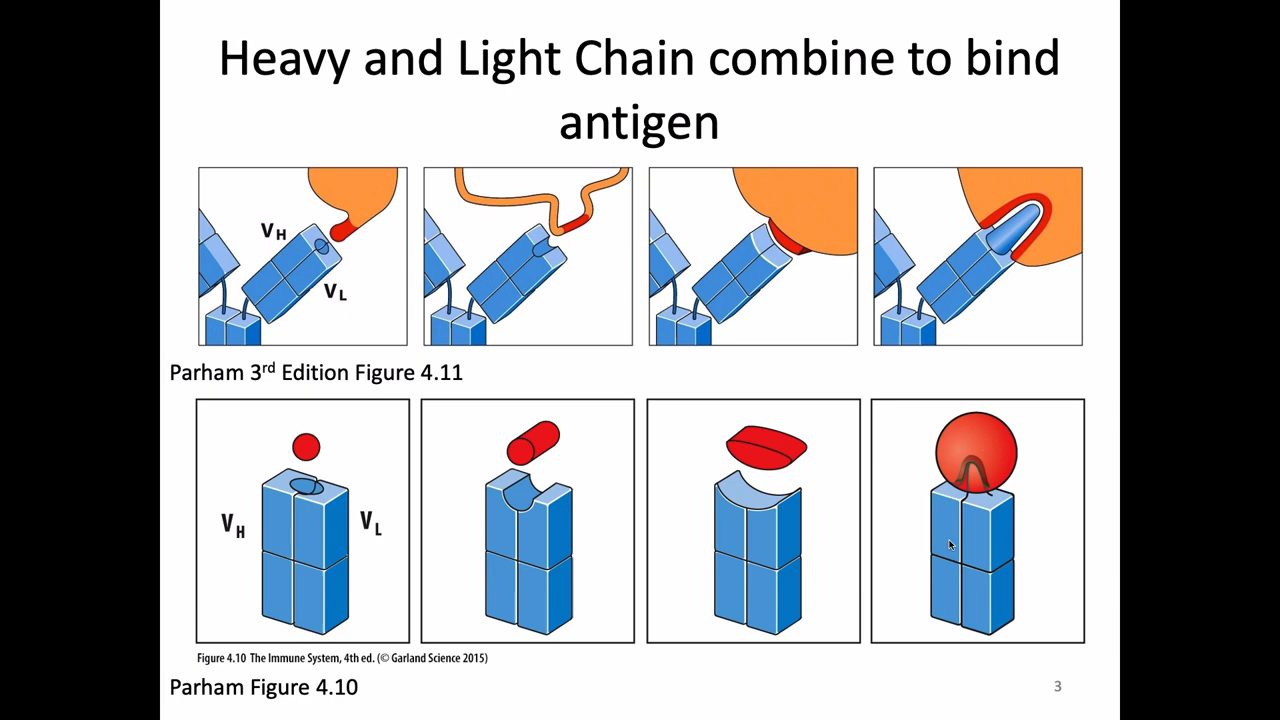 Heavy and Light Chain combine to bind
antigen
VH
VL
Parham 3rd Edition Figure 4.11
VH
VL
Figure 4.10 The Immune System, 4th ed. (© Garland Science 2015)
Parham Figure 4.10
3